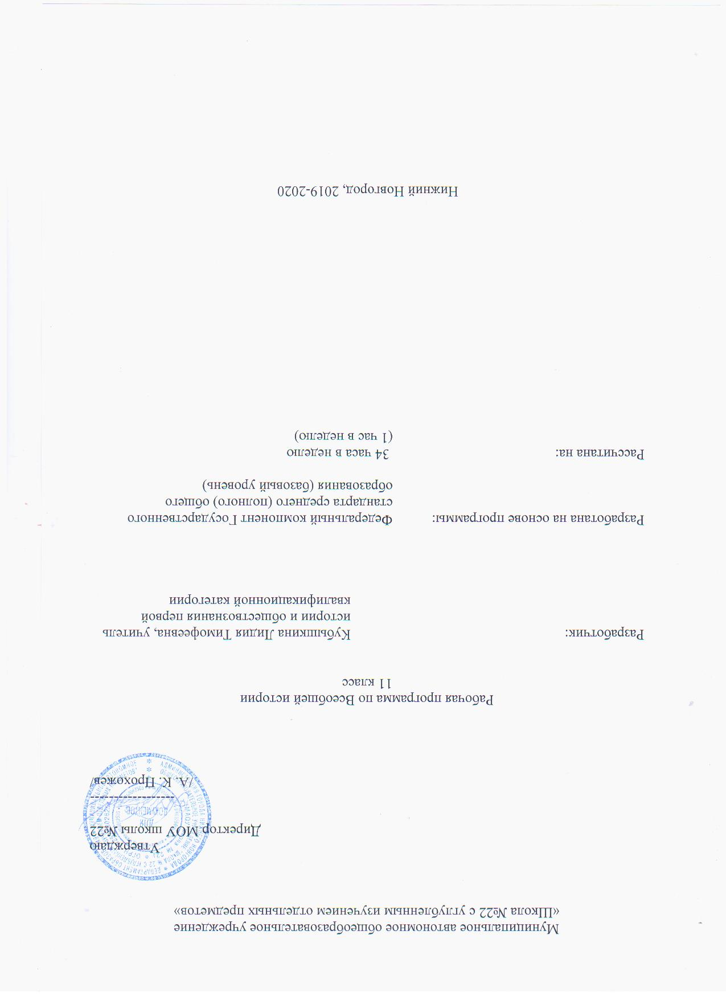 Муниципальное автономное общеобразовательное учреждение
«Школа №22 с углубленным изучением отдельных предметов»
Утверждаю
Директор МОУ школы №22
------------------
/А. К. Прохожев/
ДЛЯ
ДОКУМЕНТОВ
Рабочая программа по Всеобщей истории
11 класс
Разработчик: Кубышкина Лидия Тимофеевна, учитель
истории и обществознания первой
квалификационной категории
Разработана на основе программы: Федеральный компонент Государственного
стандарта среднего (полного) общего
образования (базовый уровень)
Рассчитана на: 34 часа в неделю
(1 час в неделю)
Нижний Новгород, 2019-2020